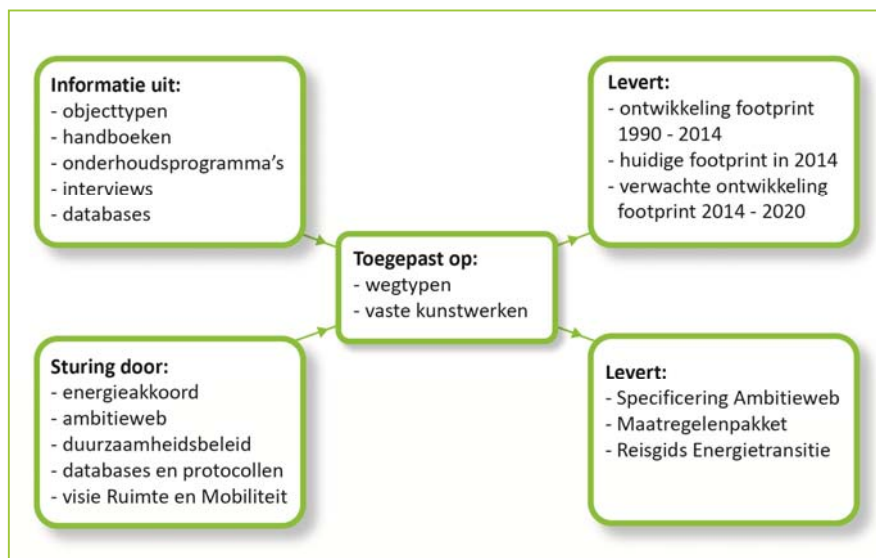 Informatie uit:
- objecttypen
- handboeken
- onderhoudsprogramma's
- interviews
- databases
Levert:
- ontwikkeling footprint
1990 - 2014
- huidige footprint in 2014
- verwachte ontwikkeling
footprint 2014 - 2020
Toegepast op:
- wegtypen
- vaste kunstwerken
Sturing door:
- energieakkoord
- ambitieweb
- duurzaamheidsbeleid
- databases en protocollen
- visie Ruimte en Mobiliteit
Levert:
- Specificering Ambitieweb
- Maatregelenpakket
- Reisgids Energietransitie